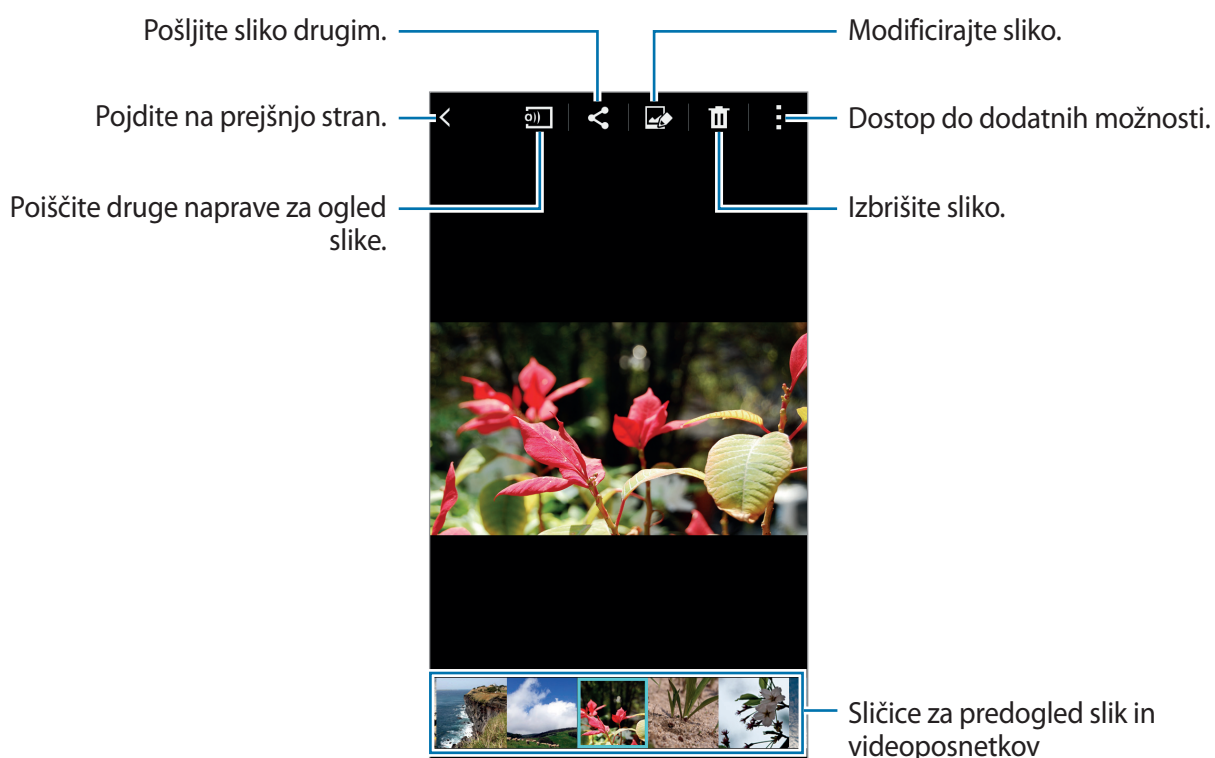 Pošljite sliko drugim.
Modificirajte sliko.
Pojdite na prejšnjo stran.
Dostop do dodatnih možnosti.
Poiščite druge naprave za ogled
slike.
Izbrišite sliko.
Sličice za predogled slik in
videoposnetkov